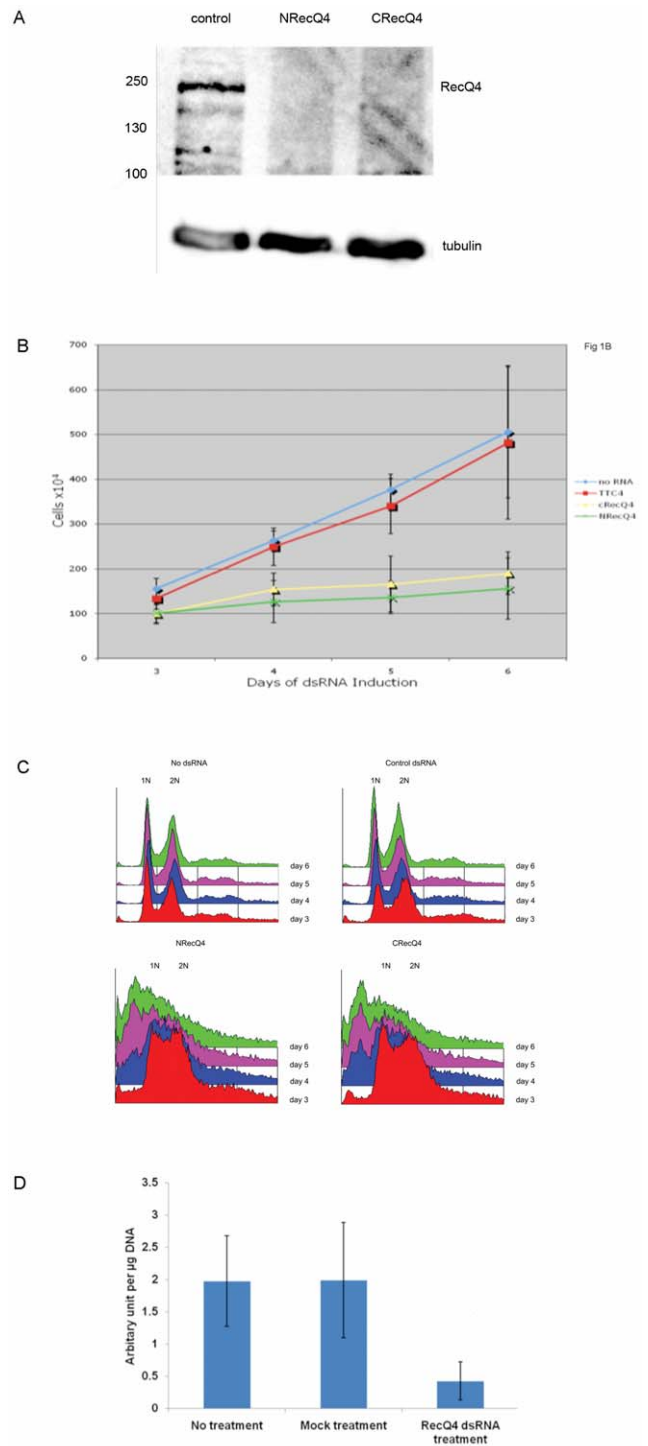 A
control NRecQ4 CRecQ4
250
RecQ4
130
100
tubulin
B
Fig 1B
700
600
500
400
300
200
100
0
Cells x10⁴
no RNA
TTC4
cRecQ4
NRecQ4
3 4 5 6
Days of dsRNA Induction
C
No dsRNA Control dsRNA
1N 2N 1N 2N
day 6 day 6
day 5 day 5
day 4 day 4
day 3 day 3
NRecQ4 CRecQ4
1N 2N 1N 2N
day 6 day 6
day 5 day 5
day 4 day 4
day 3 day 3
D
3.5
3
2.5
2
1.5
1
0.5
0
Arbitary unit per µg DNA
No treatment Mock treatment RecQ4 dsRNA
treatment